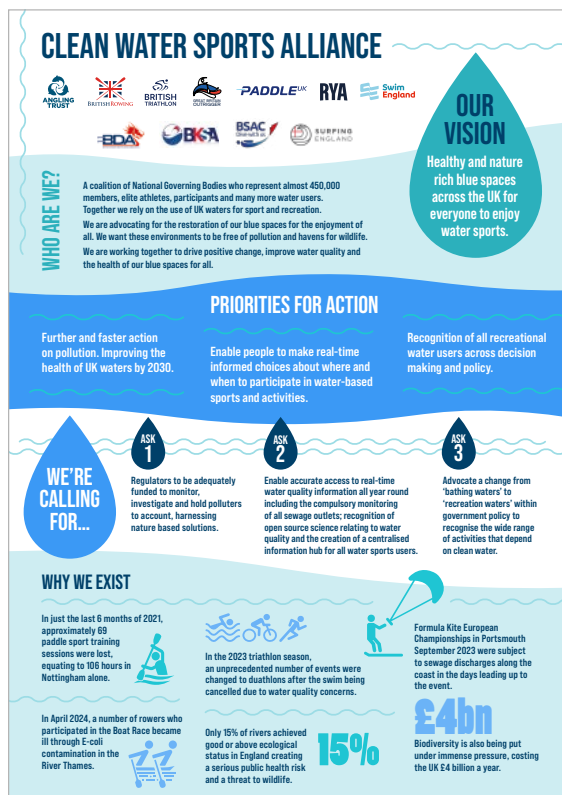 CLEAN WATER SPORTS ALLIANCE
ANGLING
TRUST
BRITISHROWING
BRITISH
TRIATHLON
GREAT BRITAIN
OUTRIGGER
PADDLEUK
RYA
Swim
England
BDA
BKSA
BSAC
SURFING
ENGLAND
OUR
VISION
Healthy and nature
rich blue spaces
across the UK for
everyone to enjoy
water sports.
WHO ARE WE?
A coalition of National Governing Bodies who represent almost 450,000
members, elite athletes, participants and many more water users.
Together we rely on the use of UK waters for sport and recreation.
We are advocating for the restoration of our blue spaces for the enjoyment of
all. We want these environments to be free of pollution and havens for wildlife.
We are working together to drive positive change, improve water quality and
the health of our blue spaces for all.
PRIORITIES FOR ACTION
Further and faster action
on pollution. Improving the
health of UK waters by 2030.
Enable people to make real-time
informed choices about where and
when to participate in water-based
sports and activities.
Recognition of all recreational
water users across decision
making and policy.
WE'RE
CALLING
FOR...
ASK
1
Regulators to be adequately
funded to monitor,
investigate and hold polluters
to account, harnessing
nature based solutions.
ASK
2
Enable accurate access to real-time
water quality information all year round
including the compulsory monitoring
of all sewage outlets; recognition of
open source science relating to water
quality and the creation of a centralised
information hub for all water sports users.
ASK
3
Advocate a change from
'bathing waters' to
'recreation waters' within
government policy to
recognise the wide range
of activities that depend
on clean water.
WHY WE EXIST
In just the last 6 months of 2021,
approximately 69
paddle sport training
sessions were lost,
equating to 106 hours in
Nottingham alone.
In the 2023 triathlon season,
an unprecedented number of events were
changed to duathlons after the swim being
cancelled due to water quality concerns.
Formula Kite European
Championships in Portsmouth
September 2023 were subject
to sewage discharges along the
coast in the days leading up to
the event.
In April 2024, a number of rowers who
participated in the Boat Race became
ill through E-coli
contamination in the
River Thames.
Only 15% of rivers achieved
good or above ecological
status in England creating
a serious public health risk
and a threat to wildlife.
15%
£4bn
Biodiversity is also being put
under immense pressure, costing
the UK £4 billion a year.